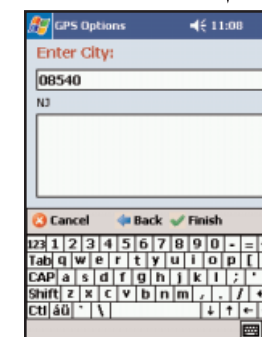 GPS Options 11:08
Enter City:
08540
NJ
Cancel Back Finish
123 1 2 3 4 5 6 7 8 9 0 - =
Tab q w e r t y u i o p [
CAP a s d f g h j k l ; '
Shift z x c v b n m , . /
Ctl áü ` \ ↓ ↑ ←